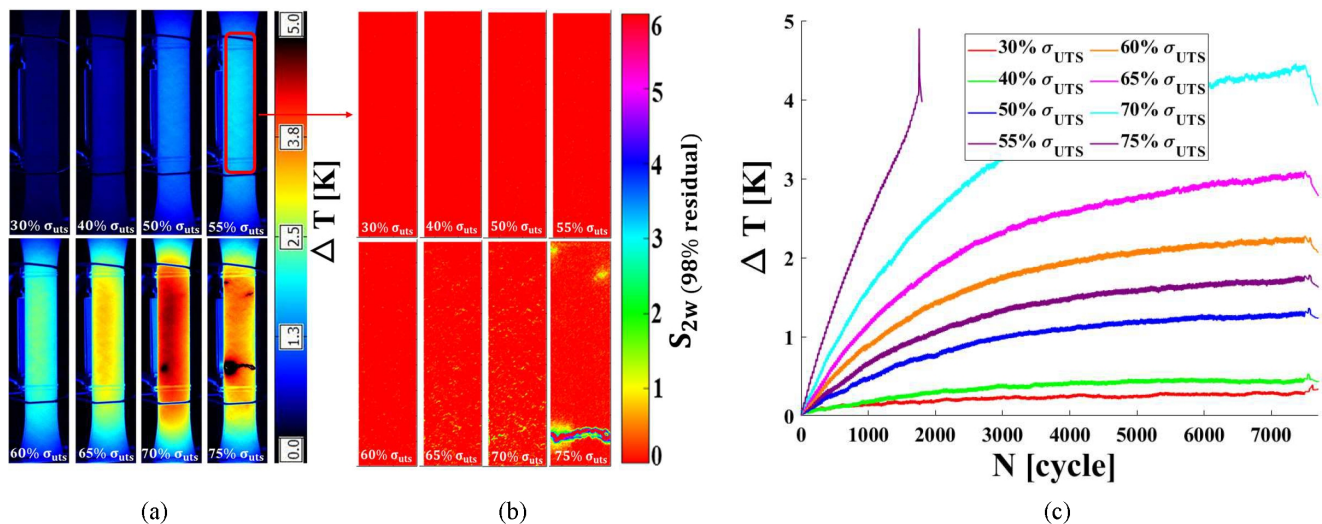 30% σuts
40% σuts
50% σuts
55% σuts
60% σuts
65% σuts
70% σuts
75% σuts
5.0
3.8
2.5
1.3
0.0
△ T [K]
(a)
30% σuts
40% σuts
50% σuts
55% σuts
60% σuts
65% σuts
70% σuts
75% σuts
6
5
4
3
2
1
0
S2w (98% residual)
(b)
5
4
3
2
1
0
△ T [K]
30% σUTS
40% σUTS
50% σUTS
55% σUTS
60% σUTS
65% σUTS
70% σUTS
75% σUTS
0 1000 2000 3000 4000 5000 6000 7000
N [cycle]
(c)